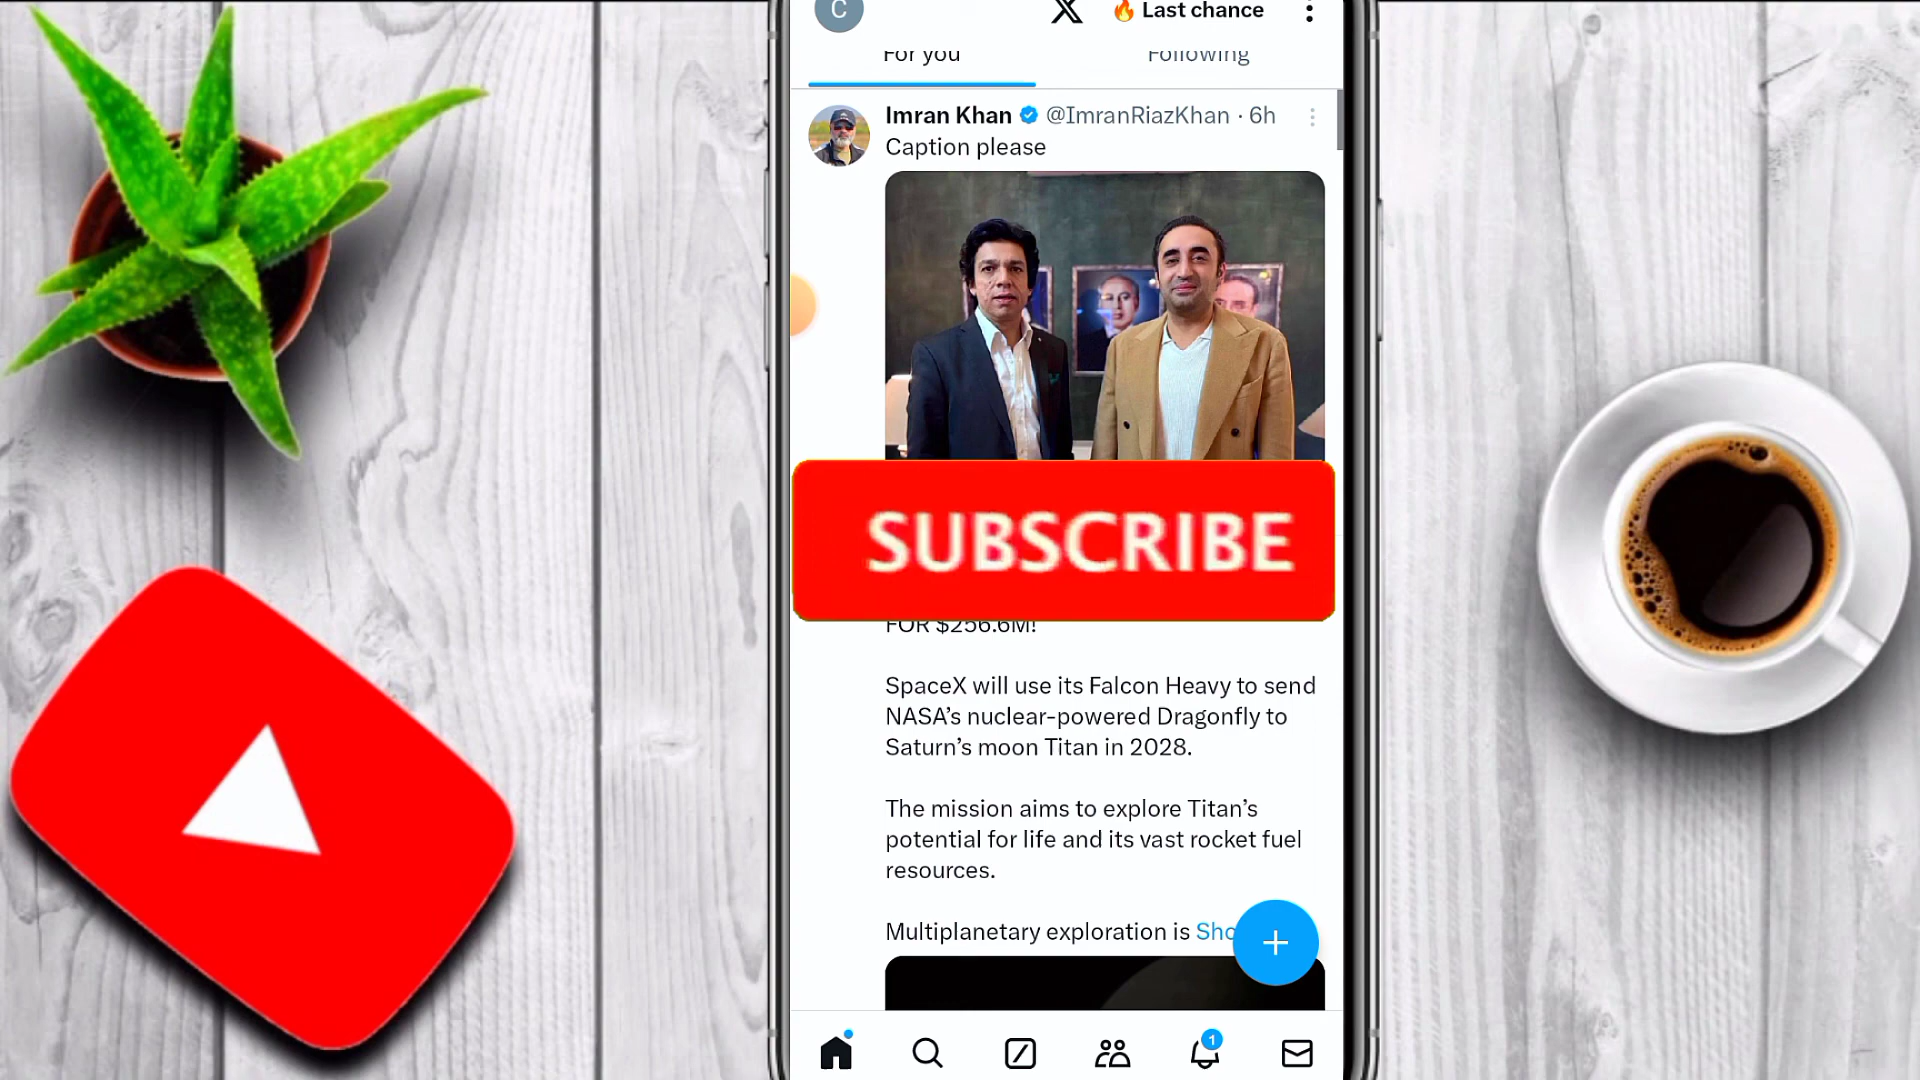 C
X 🔥 Last chance
For you Following
Imran Khan @ImranRiazKhan · 6h
Caption please
SUBSCRIBE
FOR $256.6M!
SpaceX will use its Falcon Heavy to send
NASA’s nuclear-powered Dragonfly to
Saturn’s moon Titan in 2028.
The mission aims to explore Titan’s
potential for life and its vast rocket fuel
resources.
Multiplanetary exploration is Sho
1